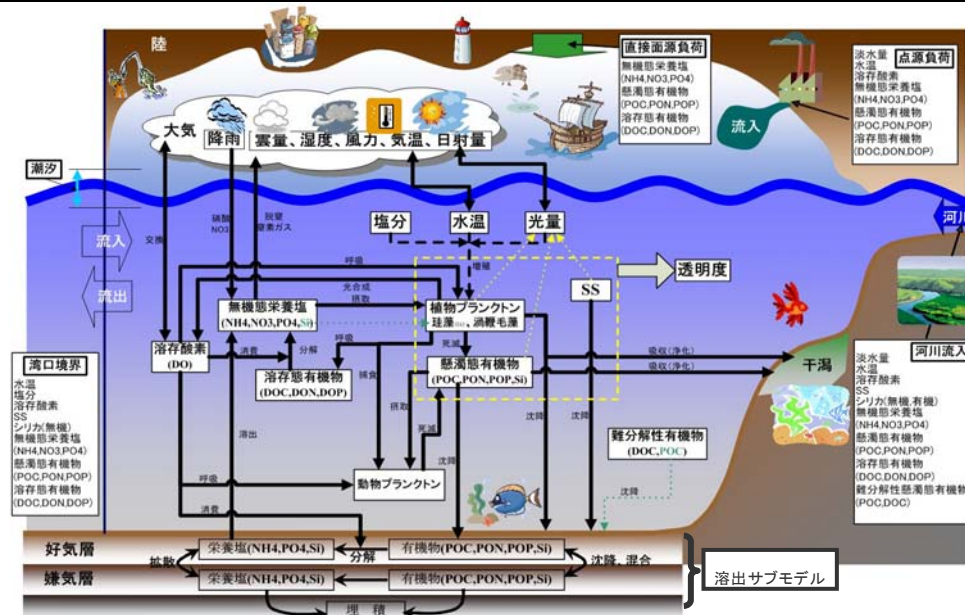 陸
直接面源負荷
無機態栄養塩
(NH4,NO3,PO4)
懸濁態有機物
(POC,PON,POP)
溶存態有機物
(DOC,DON,DOP)
点源負荷
淡水量
水温
溶存酸素
無機態栄養塩
(NH4,NO3,PO4)
懸濁態有機物
(POC,PON,POP)
溶存態有機物
(DOC,DON,DOP)
流入
大気
降雨
雲量、湿度、風力、気温、日射量
潮汐
流入
流出
交換
硝酸
NO3
脱窒
窒素ガス
塩分
水温
光量
増殖
呼吸
光合成
摂取
透明度
SS
河川
無機態栄養塩
(NH4,NO3,PO4,Si)
植物プランクトン
珪藻(Si)、渦鞭毛藻
呼吸
死滅
溶存酸素
(DO)
消費
分解
溶存態有機物
(DOC,DON,DOP)
捕食
懸濁態有機物
(POC,PON,POP,Si)
吸収(浄化)
吸収(浄化)
干潟
摂取
死滅
沈降
沈降
沈降
溶出
難分解性有機物
(DOC,POC)
沈降
呼吸
動物プランクトン
消費
湾口境界
水温
塩分
溶存酸素
SS
シリカ(無機)
無機態栄養塩
(NH4,NO3,PO4)
懸濁態有機物
(POC,PON,POP)
溶存態有機物
(DOC,DON,DOP)
河川流入
淡水量
水温
溶存酸素
SS
シリカ(無機,有機)
無機態栄養塩
(NH4,NO3,PO4)
懸濁態有機物
(POC,PON,POP)
溶存態有機物
(DOC,DON,DOP)
難分解性懸濁態有機物
(POC,DOC)
好気層
栄養塩(NH4,PO4,Si)
分解
有機物(POC,PON,POP,Si)
拡散
沈降、混合
嫌気層
栄養塩(NH4,PO4,Si)
有機物(POC,PON,POP,Si)
埋 積
溶出サブモデル